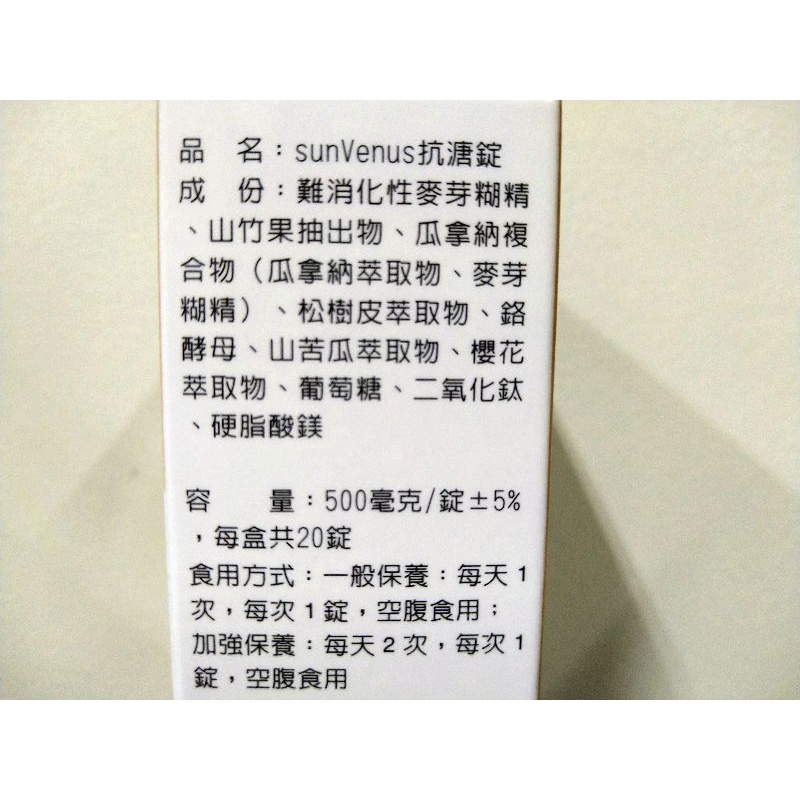 品　名：sunVenus抗溏錠
成　份：難消化性麥芽糊精
、山竹果抽出物、瓜拿納複
合物（瓜拿納萃取物、麥芽
糊精）、松樹皮萃取物、鉻
酵母、山苦瓜萃取物、櫻花
萃取物、葡萄糖、二氧化鈦
、硬脂酸鎂
容　　量：500毫克/錠±5%
，每盒共20錠
食用方式：一般保養：每天1
次，每次1錠，空腹食用；
加強保養：每天2次，每次1
錠，空腹食用